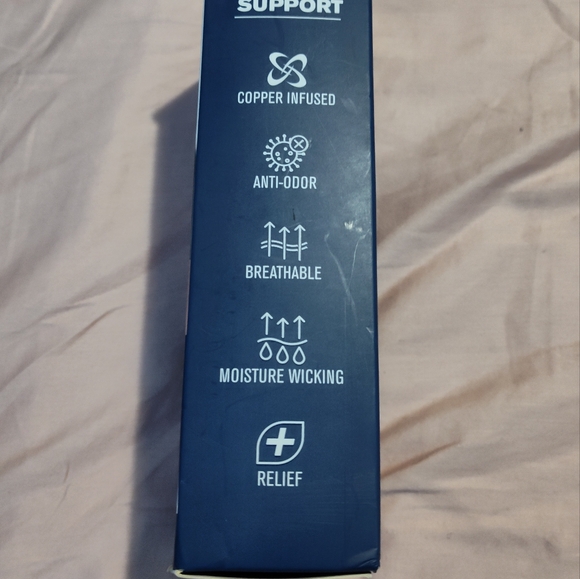 SUPPORT
COPPER INFUSED
ANTI-ODOR
BREATHABLE
MOISTURE WICKING
RELIEF